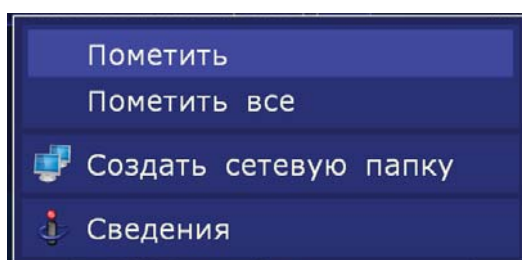 Пометить
Пометить все
Создать сетевую папку
Сведения